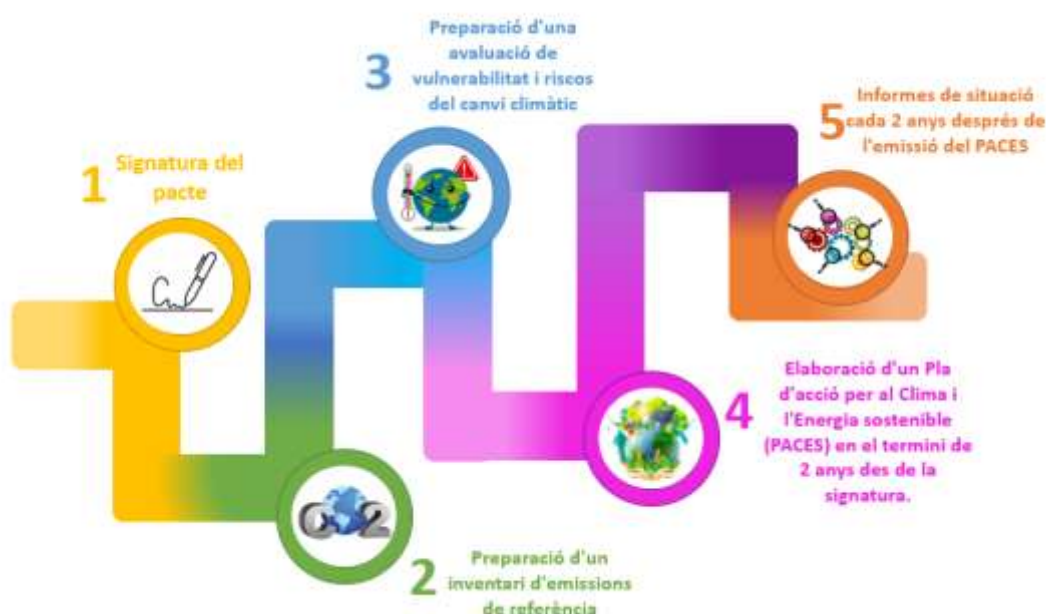 1
Signatura del
pacte
2
Preparació d'un
inventari d'emissions
de referència
3
Preparació d'una
avaluació de
vulnerabilitat i riscos
del canvi climàtic
4
Elaboració d'un Pla
d'acció per al Clima i
l'Energia sostenible
(PACES) en el termini de
2 anys des de la
signatura.
5
Informes de situació
cada 2 anys després de
l'emissió del PACES
C 2